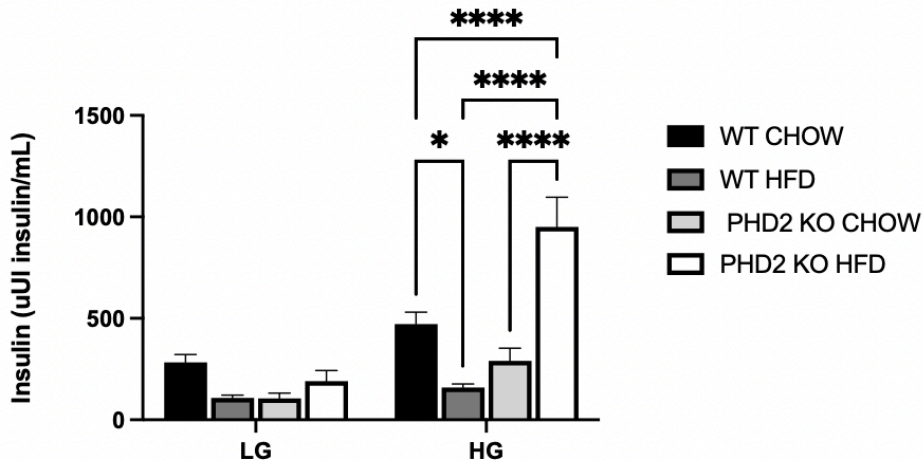 ****
****
* ****
1500
1000
500
0
Insulin (uUI insulin/mL)
LG HG
WT CHOW
WT HFD
PHD2 KO CHOW
PHD2 KO HFD